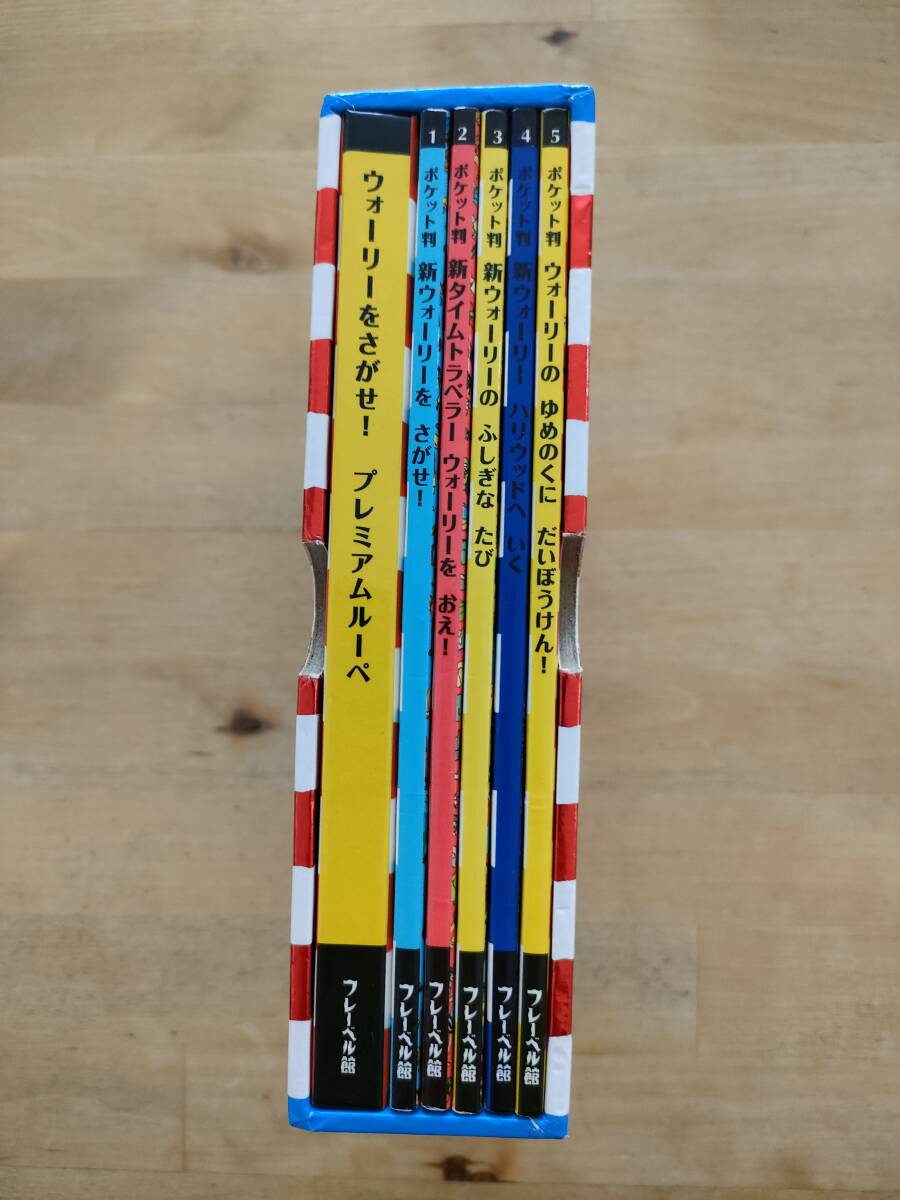 ウォーリーをさがせ！ プレミアムルーペ
フレーベル館
1
ポケット判 新ウォーリーを さがせ！
フレーベル館
2
ポケット判 新タイムトラベラー ウォーリーを おえ！
フレーベル館
3
ポケット判 新ウォーリーの ふしぎな たび
フレーベル館
4
ポケット判 新ウォーリー ハリウッドへ いく
フレーベル館
5
ポケット判 ウォーリーの ゆめのくに だいぼうけん！
フレーベル館